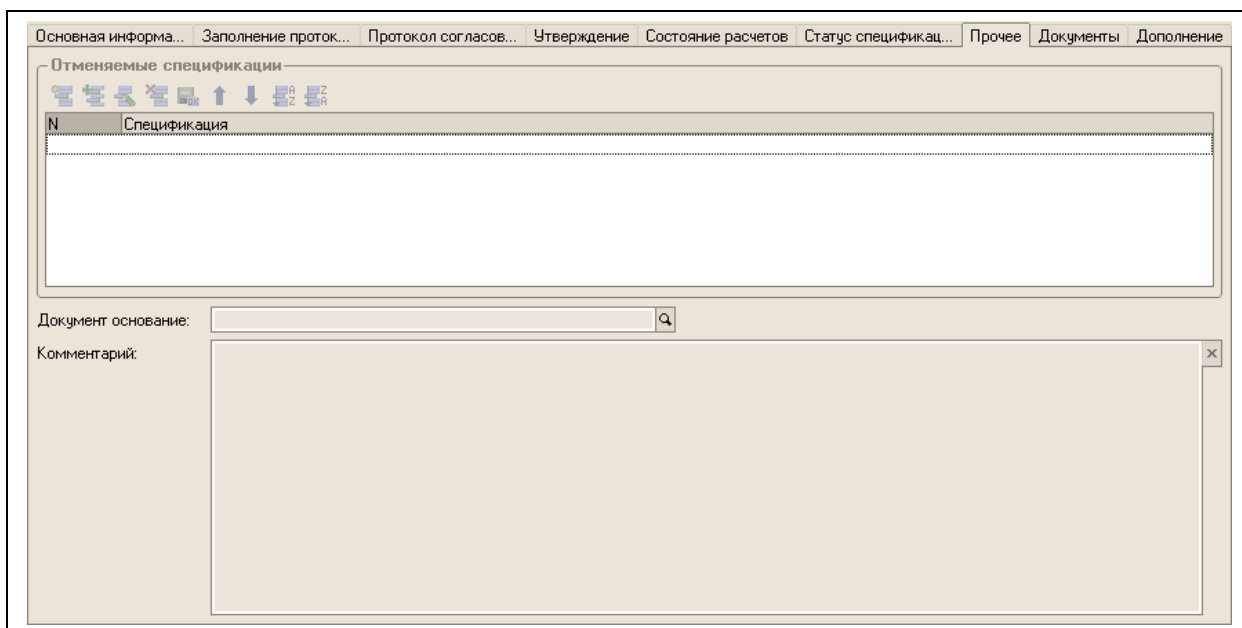 Основная информа... Заполнение проток... Протокол согласов... Утверждение Состояние расчетов Статус спецификац... Прочее Документы Дополнение
Отменяемые спецификации
N Спецификация
Документ основание:
Комментарий: